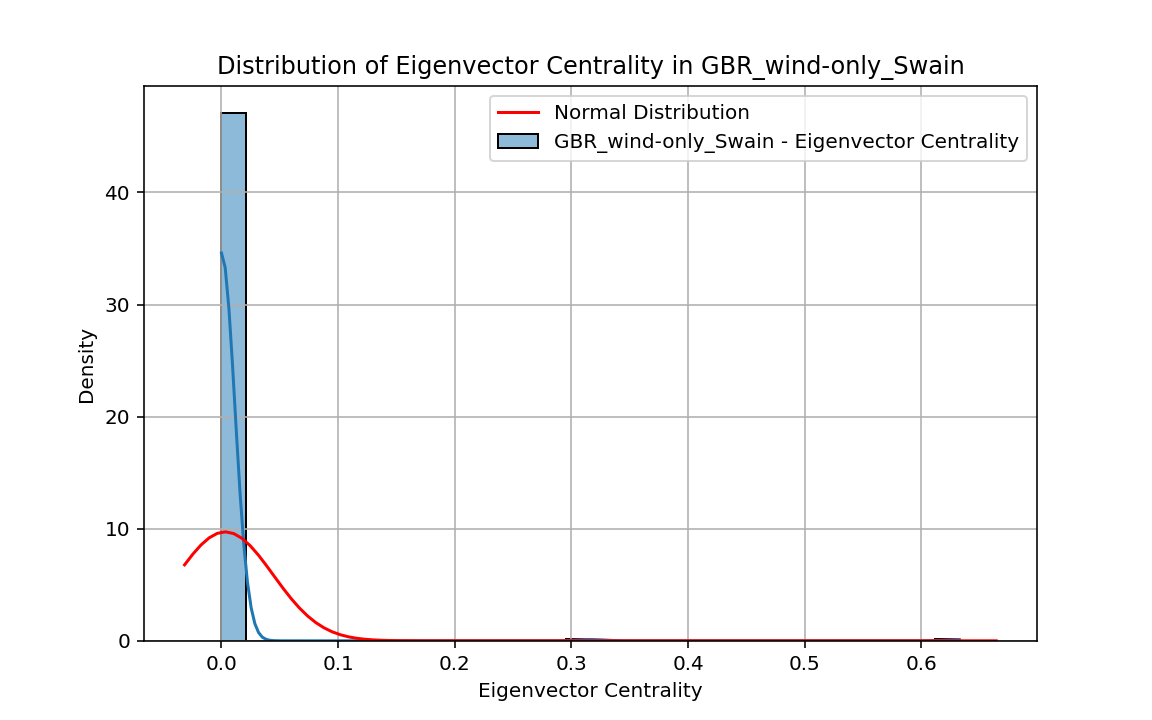 Distribution of Eigenvector Centrality in GBR_wind-only_Swain
Normal Distribution
GBR_wind-only_Swain - Eigenvector Centrality
Density
40
30
20
10
0
0.0 0.1 0.2 0.3 0.4 0.5 0.6
Eigenvector Centrality